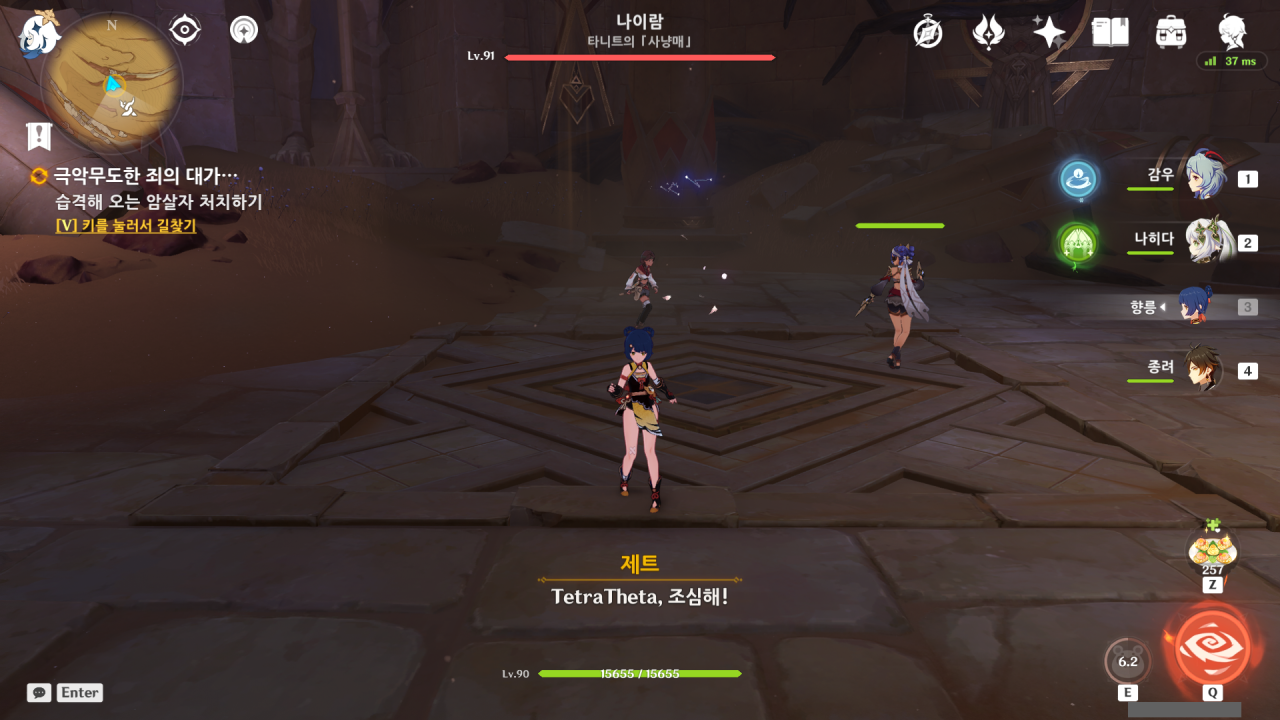 N
나이람
타니트의 「사냥매」
Lv.91
37 ms
극악무도한 죄의 대가…
습격해 오는 암살자 처치하기
[V] 키를 눌러서 길찾기
감우
1
나히다
2
향릉
3
종려
4
제트
TetraTheta, 조심해!
257
Z
6.2
E
Q
Lv.90
15655 / 15655
Enter